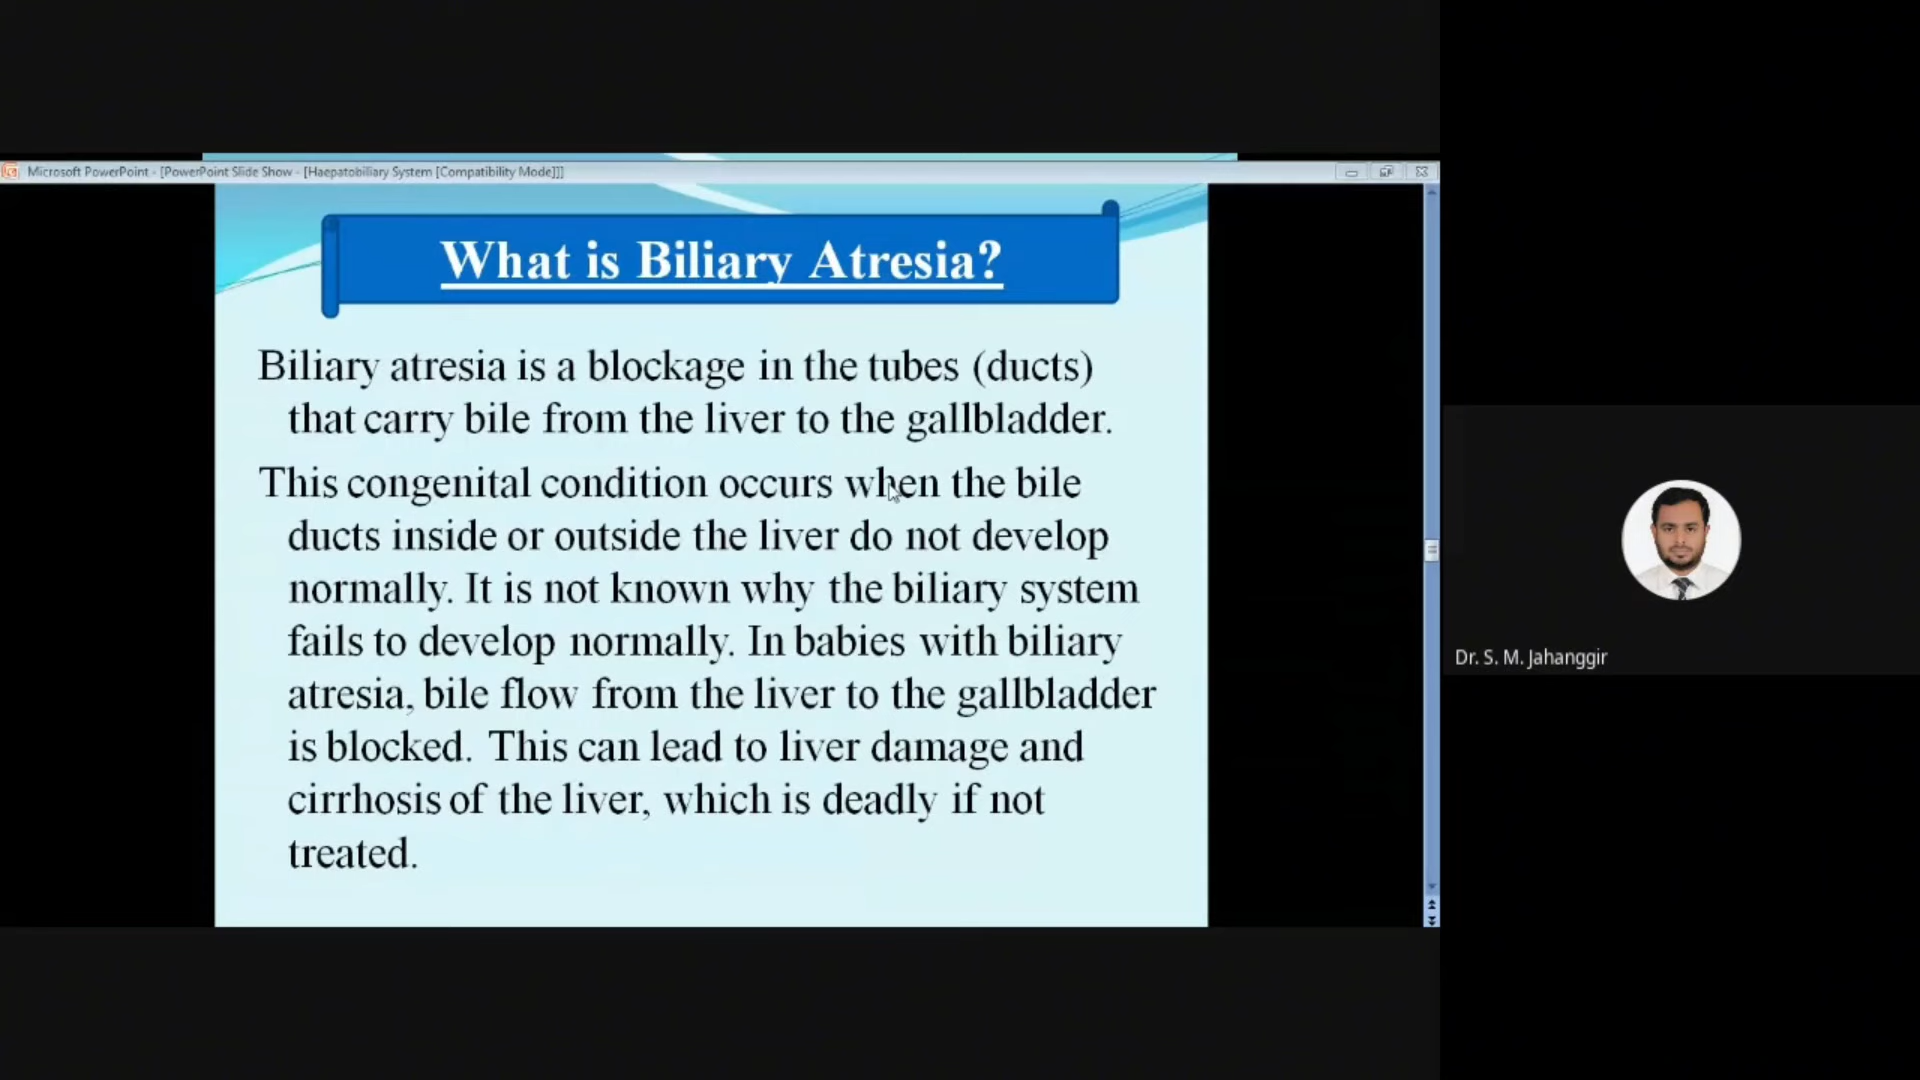 Microsoft PowerPoint - [PowerPoint Slide Show - [Haepatobiliary System [Compatibility Mode]]]
What is Biliary Atresia?
Biliary atresia is a blockage in the tubes (ducts)
that carry bile from the liver to the gallbladder.
This congenital condition occurs when the bile
ducts inside or outside the liver do not develop
normally. It is not known why the biliary system
fails to develop normally. In babies with biliary
atresia, bile flow from the liver to the gallbladder
is blocked. This can lead to liver damage and
cirrhosis of the liver, which is deadly if not
treated.
Dr. S. M. Jahanggir